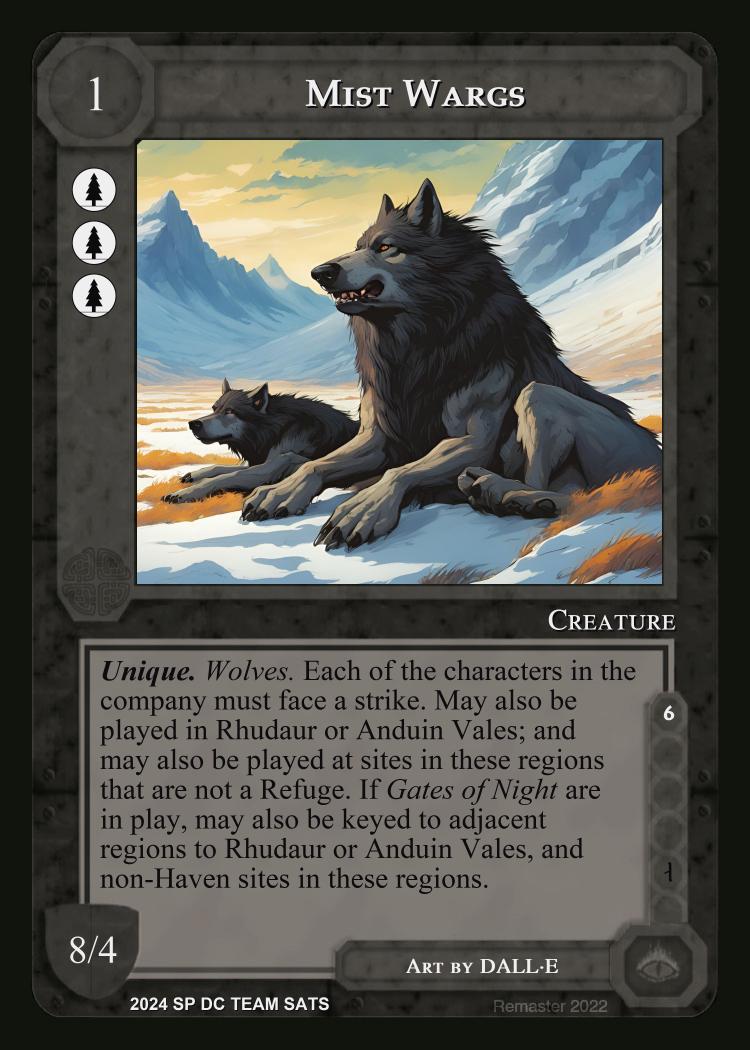 1
Mist Wargs
Creature
Unique. Wolves. Each of the characters in the
company must face a strike. May also be
played in Rhudaur or Anduin Vales; and
may also be played at sites in these regions
that are not a Refuge. If Gates of Night are
in play, may also be keyed to adjacent
regions to Rhudaur or Anduin Vales, and
non-Haven sites in these regions.
6
8/4
Art by DALL·E
2024 SP DC TEAM SATS
Remaster 2022